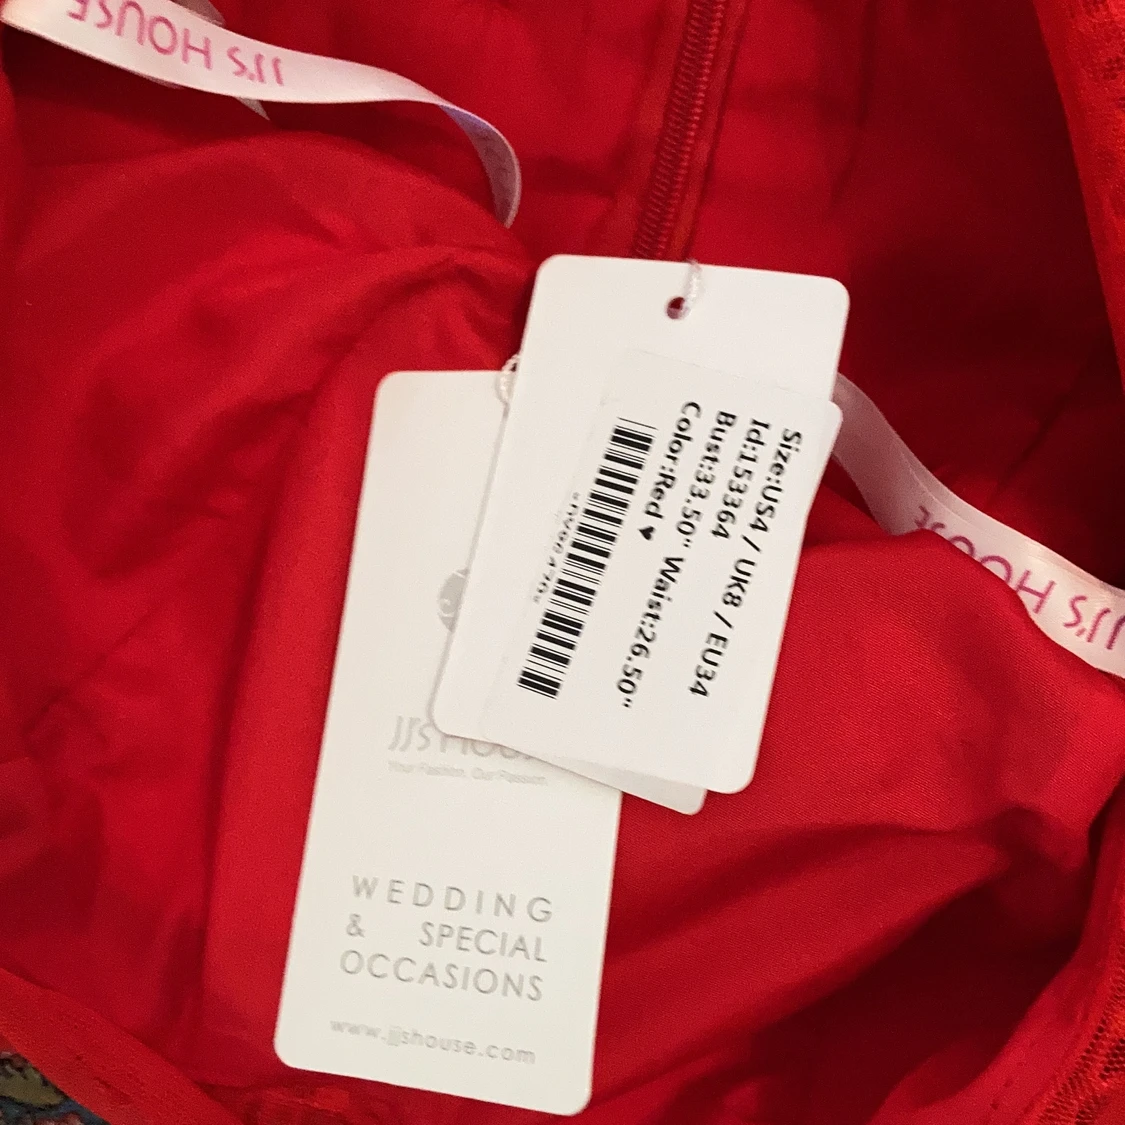 JJ'S HOUSE
Size:US4 / UK8 / EU34
Id:153364
Bust:33.50" Waist:26.50"
Color:Red ♥
JJ's House
Your Fashion. Our Passion.
WEDDING
& SPECIAL
OCCASIONS
www.jjshouse.com
JJ'S HOUSE